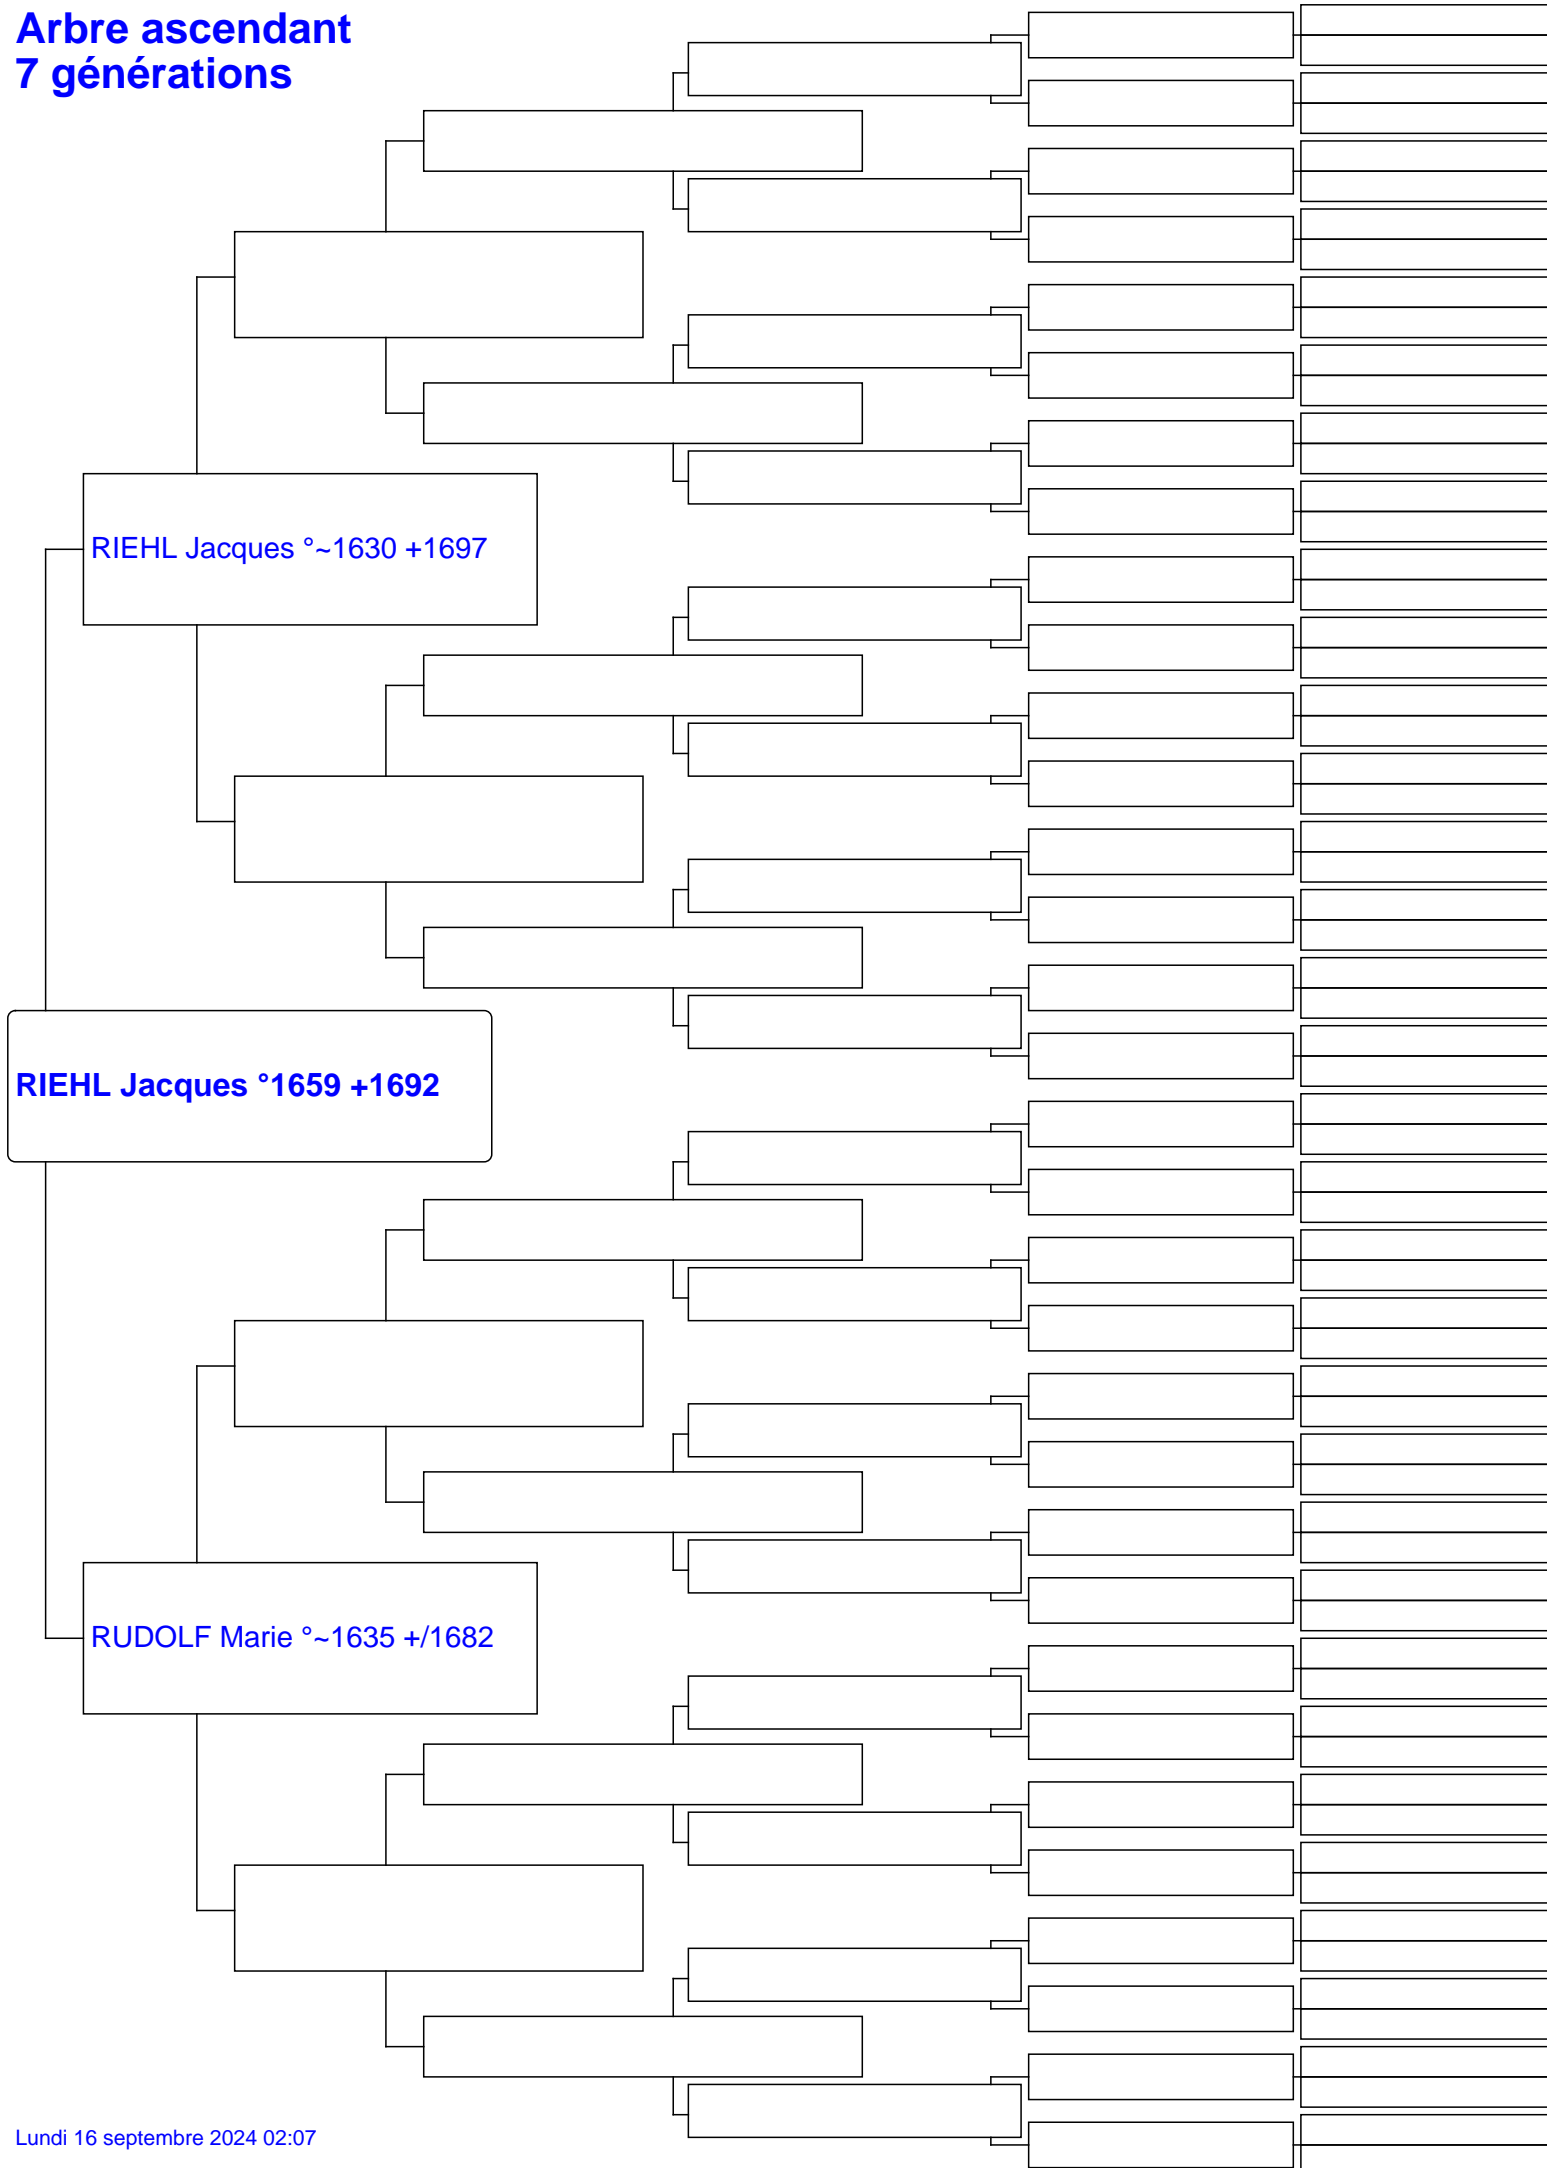 Arbre ascendant
7 générations
RIEHL Jacques °~1630 +1697
RIEHL Jacques °1659 +1692
RUDOLF Marie °~1635 +/1682
Lundi 16 septembre 2024 02:07